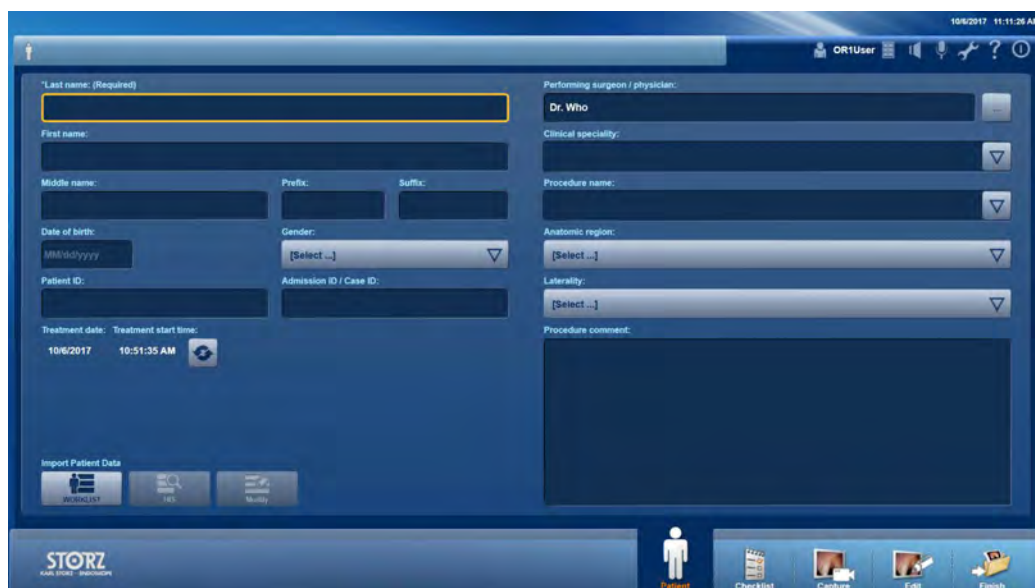 10/6/2017 11:11:26 AM
OR1User
*Last name: (Required)
First name:
Middle name: Prefix: Suffix:
Date of birth: Gender:
MM/dd/yyyy [Select ...]
Patient ID: Admission ID / Case ID:
Treatment date: Treatment start time:
10/6/2017 10:51:35 AM
Import Patient Data
WORKLIST HIS Modify
Performing surgeon / physician:
Dr. Who ...
Clinical speciality:
Procedure name:
Anatomic region:
[Select ...]
Laterality:
[Select ...]
Procedure comment:
STORZ
KARL STORZ - ENDOSKOPE
Patient Checklist Capture Edit Finish